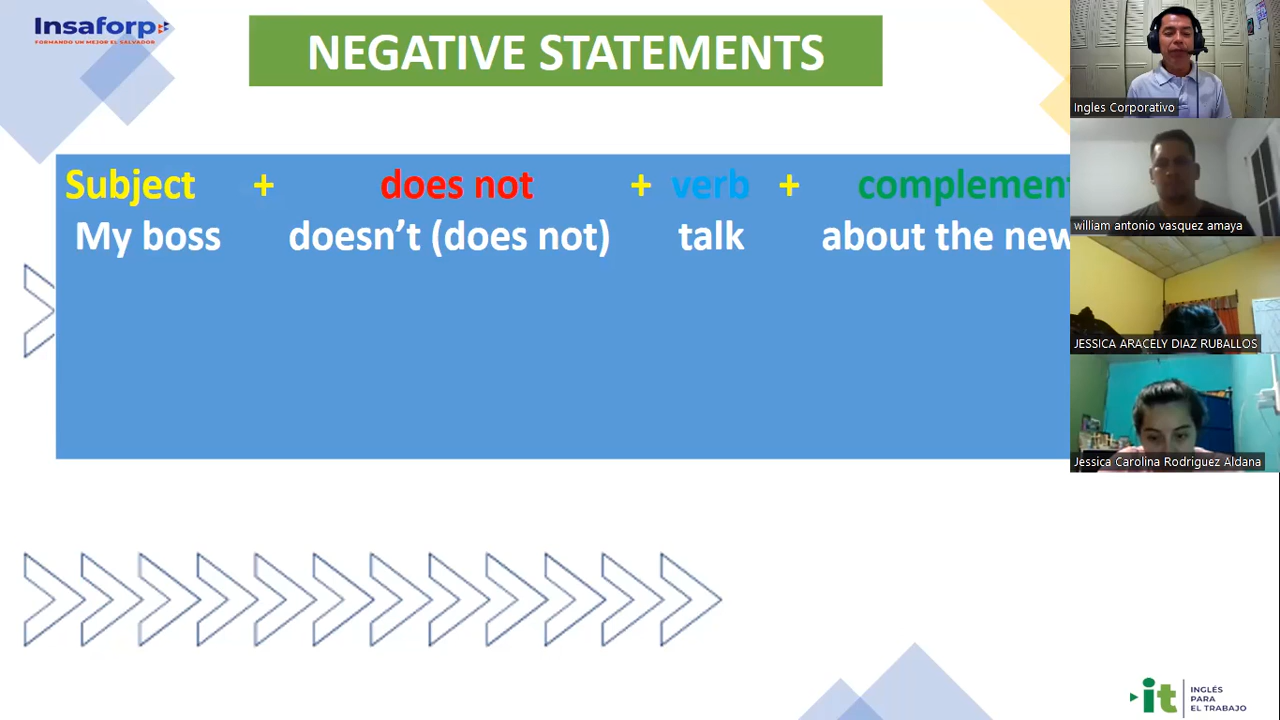 Insaforp
FORMANDO UN MEJOR EL SALVADOR
NEGATIVE STATEMENTS
Subject + does not + verb + complement
My boss doesn't (does not) talk about the new
Ingles Corporativo
william antonio vasquez amaya
JESSICA ARACELY DIAZ RUBALLOS
Jessica Carolina Rodriguez Aldana
it
INGLÉS
PARA
EL TRABAJO